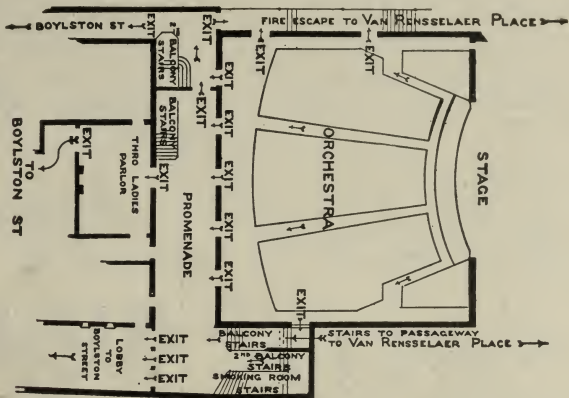 BOYLSTON ST
EXIT
2ND BALCONY
STAIRS
EXIT
FIRE ESCAPE TO VAN RENSSELAER PLACE
EXIT
EXIT
EXIT
EXIT
BALCONY
STAIRS
EXIT
EXIT
THRO LADIES
PARLOR
EXIT
TO
BOYLSTON ST
EXIT
EXIT
EXIT
EXIT
PROMENADE
ORCHESTRA
STAGE
EXIT
STAIRS TO PASSAGEWAY
TO VAN RENSSELAER PLACE
BALCONY
STAIRS
2ND BALCONY
STAIRS
SMOKING ROOM
STAIRS
EXIT
EXIT
EXIT
LOBBY
TO
BOYLSTON
STREET